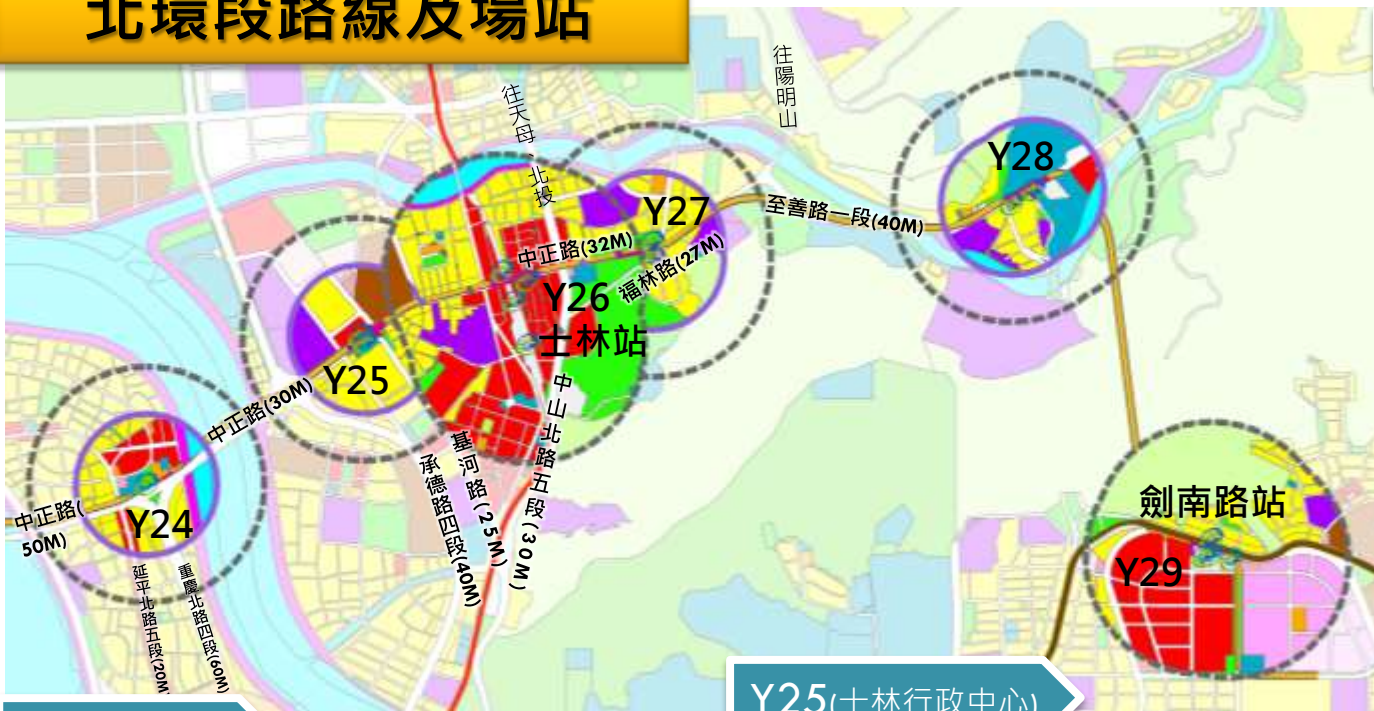 北環段路線及場站
往陽明山
往天母、北投
Y28
Y27
至善路一段(40M)
中正路(32M)
福林路(27M)
Y26
士林站
Y25
中正路(30M)
中山北路五段(30M)
基河路(25M)
承德路四段(40M)
劍南路站
Y29
中正路(
50M)
Y24
延平北路五段(20M)
重慶北路四段(60M)
Y25(士林行政中心)